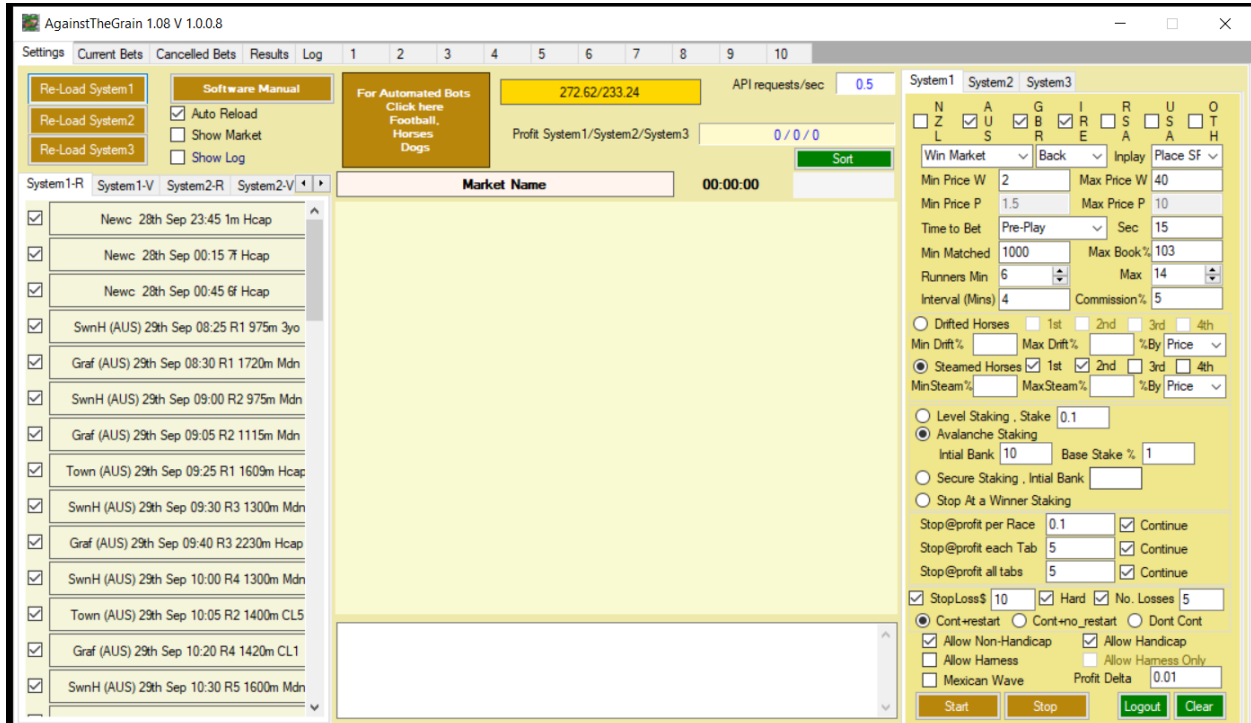 AgainstTheGrain 1.08 V 1.0.0.8
Settings Current Bets Cancelled Bets Results Log 1 2 3 4 5 6 7 8 9 10
Re-Load System1
Re-Load System2
Re-Load System3
Software Manual
Auto Reload
Show Market
Show Log
For Automated Bots
Click here
Football,
Horses
Dogs
272.62/233.24
API requests/sec 0.5
Profit System1/System2/System3 0 / 0 / 0
Sort
System1-R System1-V System2-R System2-V
Market Name 00:00:00
Newc 28th Sep 23:45 1m Hcap
Newc 28th Sep 00:15 7f Hcap
Newc 28th Sep 00:45 6f Hcap
SwnH (AUS) 29th Sep 08:25 R1 975m 3yo
Graf (AUS) 29th Sep 08:30 R1 1720m Mdn
SwnH (AUS) 29th Sep 09:00 R2 975m Mdn
Graf (AUS) 29th Sep 09:05 R2 1115m Mdn
Town (AUS) 29th Sep 09:25 R1 1609m Hcap
SwnH (AUS) 29th Sep 09:30 R3 1300m Mdn
Graf (AUS) 29th Sep 09:40 R3 2230m Hcap
SwnH (AUS) 29th Sep 10:00 R4 1300m Mdn
Town (AUS) 29th Sep 10:05 R2 1400m CL5
Graf (AUS) 29th Sep 10:20 R4 1420m CL1
SwnH (AUS) 29th Sep 10:30 R5 1600m Mdn
System1 System2 System3
NZL AUS GBR IRE RSA USA OTH
Win Market Back Inplay Place SF
Min Price W 2 Max Price W 40
Min Price P 1.5 Max Price P 10
Time to Bet Pre-Play Sec 15
Min Matched 1000 Max Book% 103
Runners Min 6 Max 14
Interval (Mins) 4 Commission% 5
Drifted Horses 1st 2nd 3rd 4th
Min Drift% Max Drift% %By Price
Steamed Horses 1st 2nd 3rd 4th
MinSteam% MaxSteam% %By Price
Level Staking , Stake 0.1
Avalanche Staking
Intial Bank 10 Base Stake % 1
Secure Staking , Intial Bank
Stop At a Winner Staking
Stop@profit per Race 0.1 Continue
Stop@profit each Tab 5 Continue
Stop@profit all tabs 5 Continue
StopLoss$ 10 Hard No. Losses 5
Cont+restart Cont+no_restart Dont Cont
Allow Non-Handicap Allow Handicap
Allow Harness Allow Harness Only
Mexican Wave Profit Delta 0.01
Start Stop Logout Clear